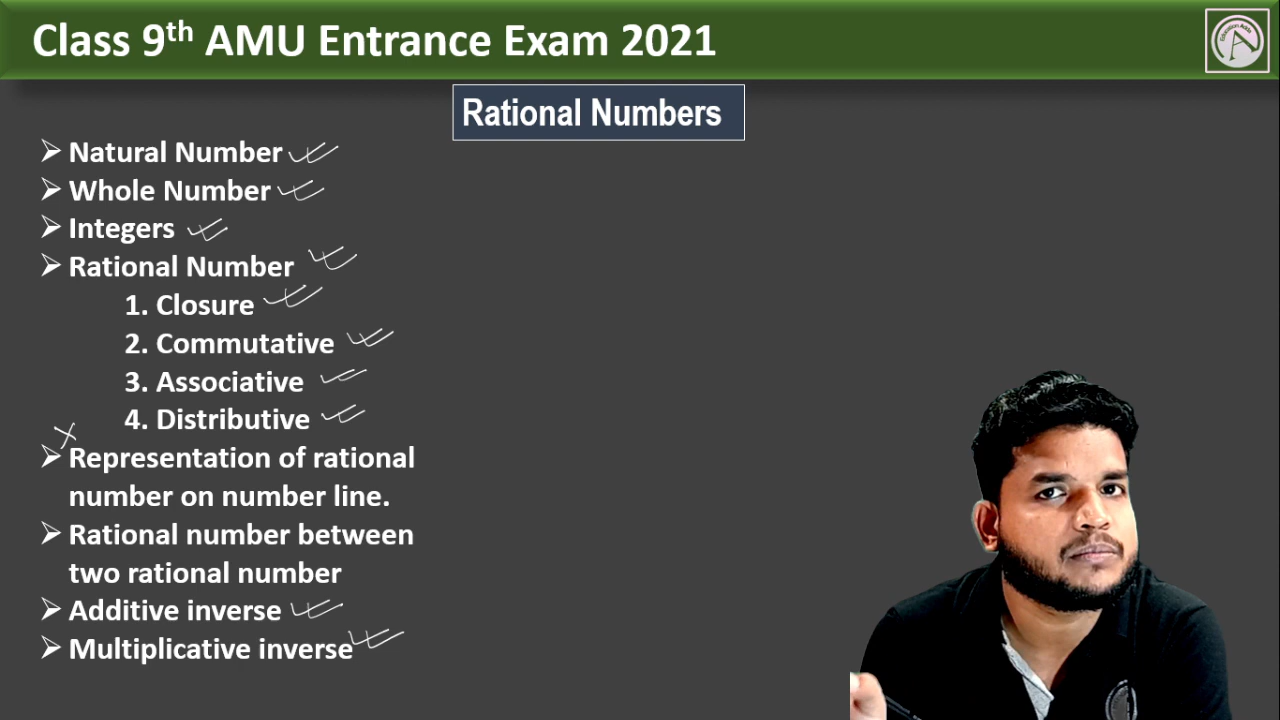 Class 9th AMU Entrance Exam 2021
Rational Numbers
Natural Number
Whole Number
Integers
Rational Number
1. Closure
2. Commutative
3. Associative
4. Distributive
Representation of rational
number on number line.
Rational number between
two rational number
Additive inverse
Multiplicative inverse